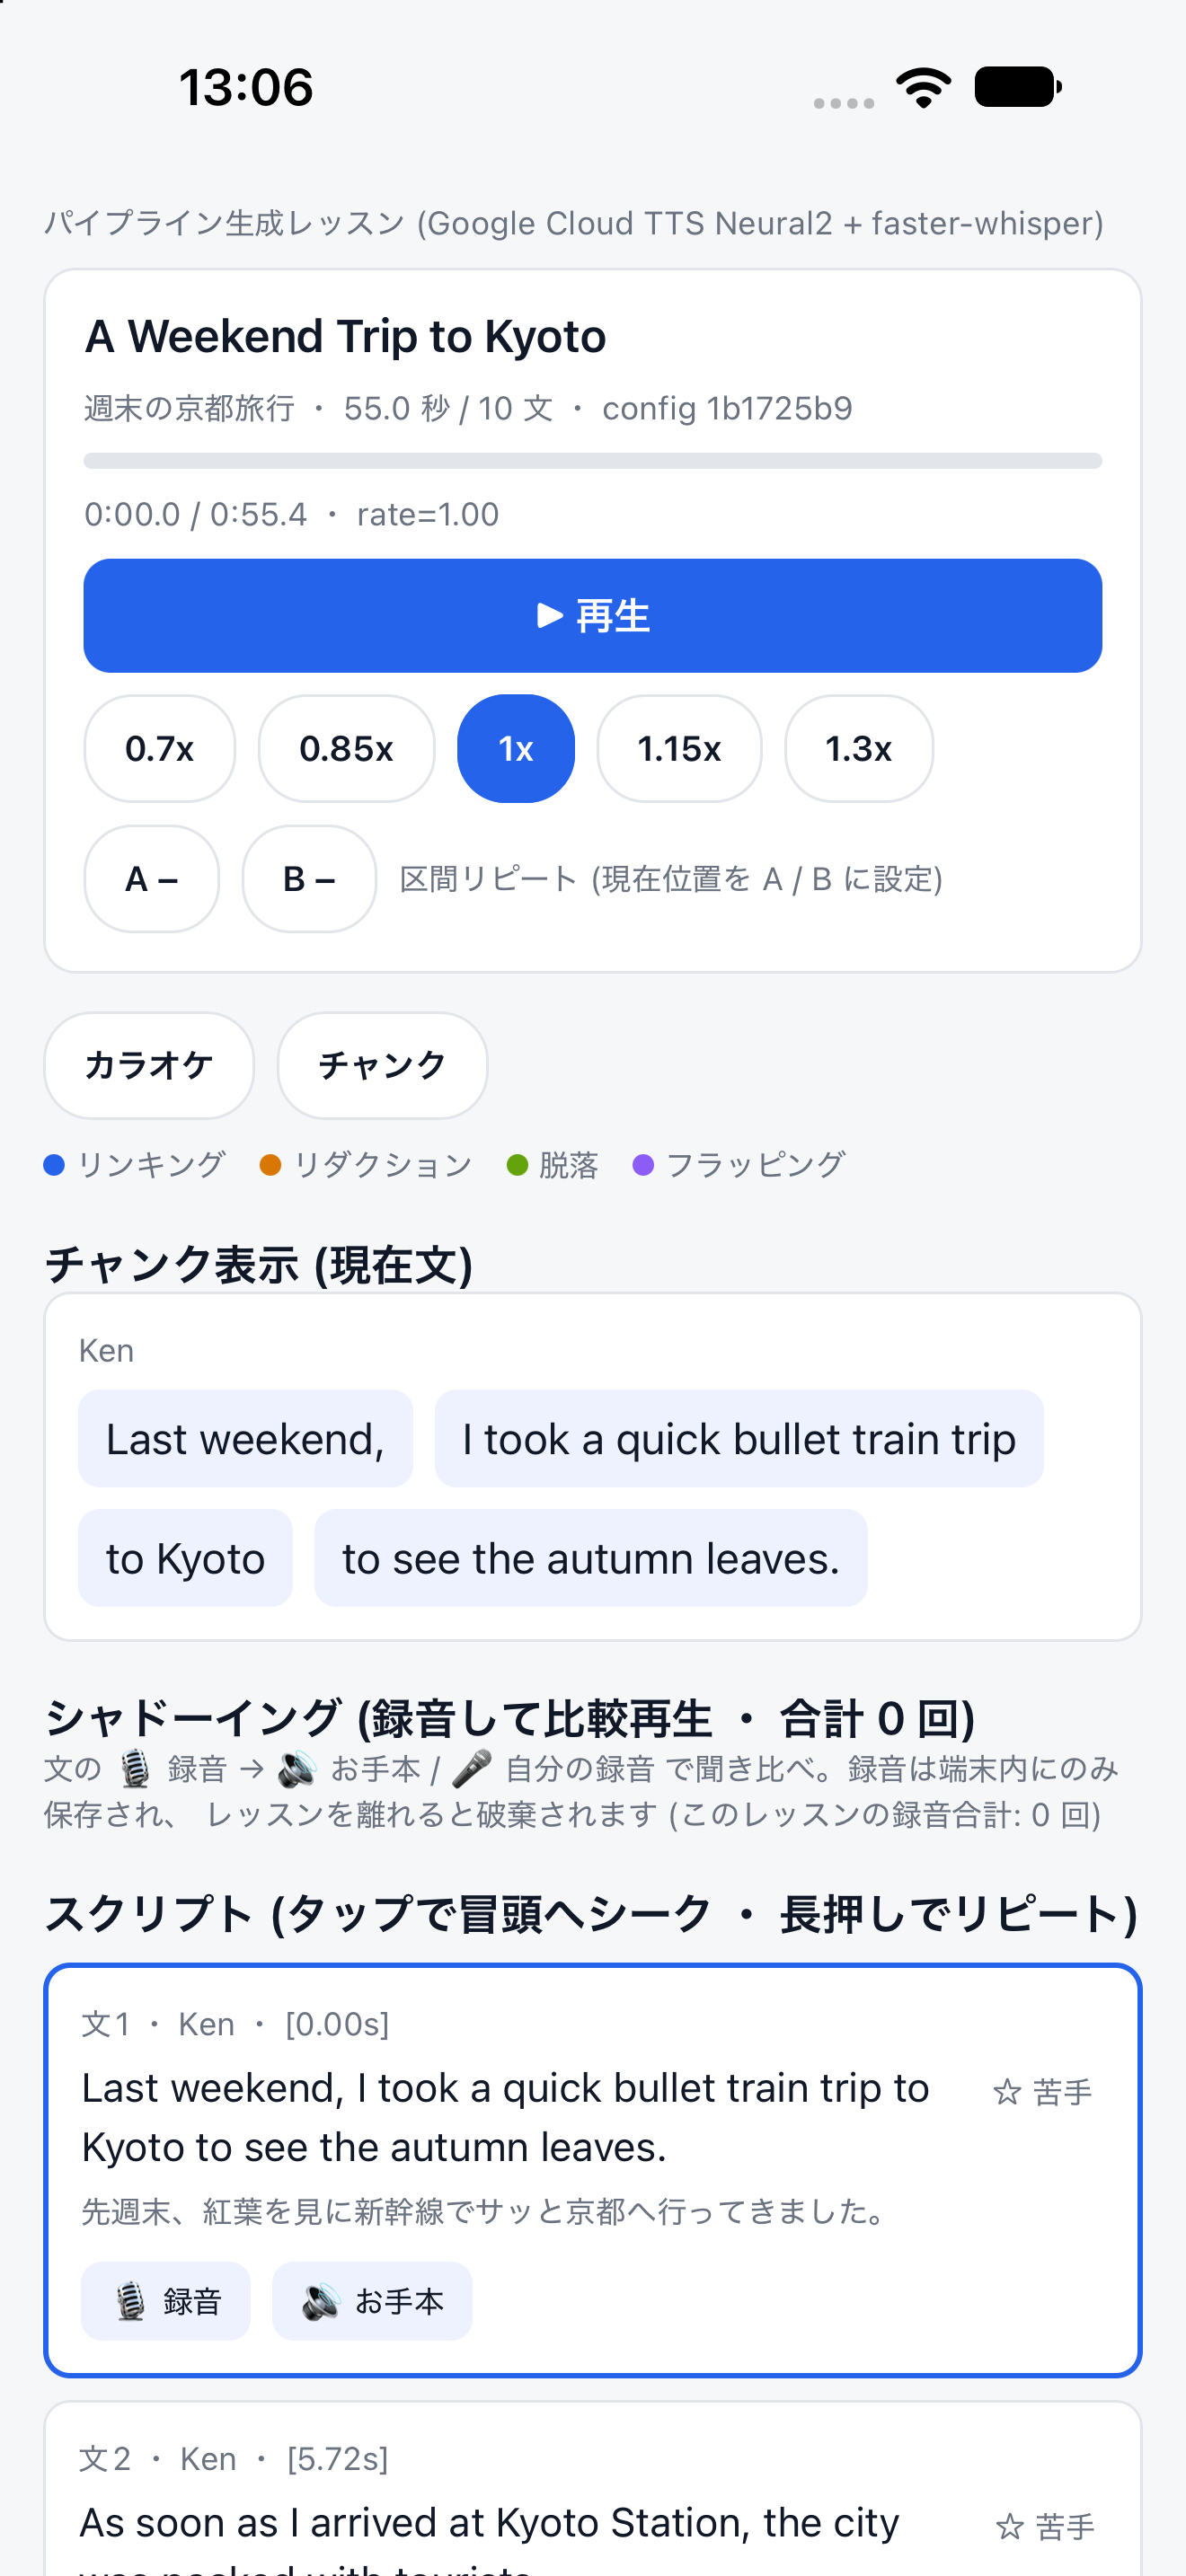 13:06
パイプライン生成レッスン (Google Cloud TTS Neural2 + faster-whisper)
A Weekend Trip to Kyoto
週末の京都旅行 ・ 55.0 秒 / 10 文 ・ config 1b1725b9
0:00.0 / 0:55.4 ・ rate=1.00
▶ 再生
0.7x 0.85x 1x 1.15x 1.3x
A – B – 区間リピート (現在位置を A / B に設定)
カラオケ チャンク
リンキング リダクション 脱落 フラッピング
チャンク表示 (現在文)
Ken
Last weekend, I took a quick bullet train trip
to Kyoto to see the autumn leaves.
シャドーイング (録音して比較再生 ・ 合計 0 回)
文の 🎙 録音 → 🔊 お手本 / 🎤 自分の録音 で聞き比べ。録音は端末内にのみ
保存され、 レッスンを離れると破棄されます (このレッスンの録音合計: 0 回)
スクリプト (タップで冒頭へシーク ・ 長押しでリピート)
文1 ・ Ken ・ [0.00s]
Last weekend, I took a quick bullet train trip to
Kyoto to see the autumn leaves.
☆ 苦手
先週末、紅葉を見に新幹線でサッと京都へ行ってきました。
🎙 録音 🔊 お手本
文2 ・ Ken ・ [5.72s]
As soon as I arrived at Kyoto Station, the city
☆ 苦手
was packed with tourists.